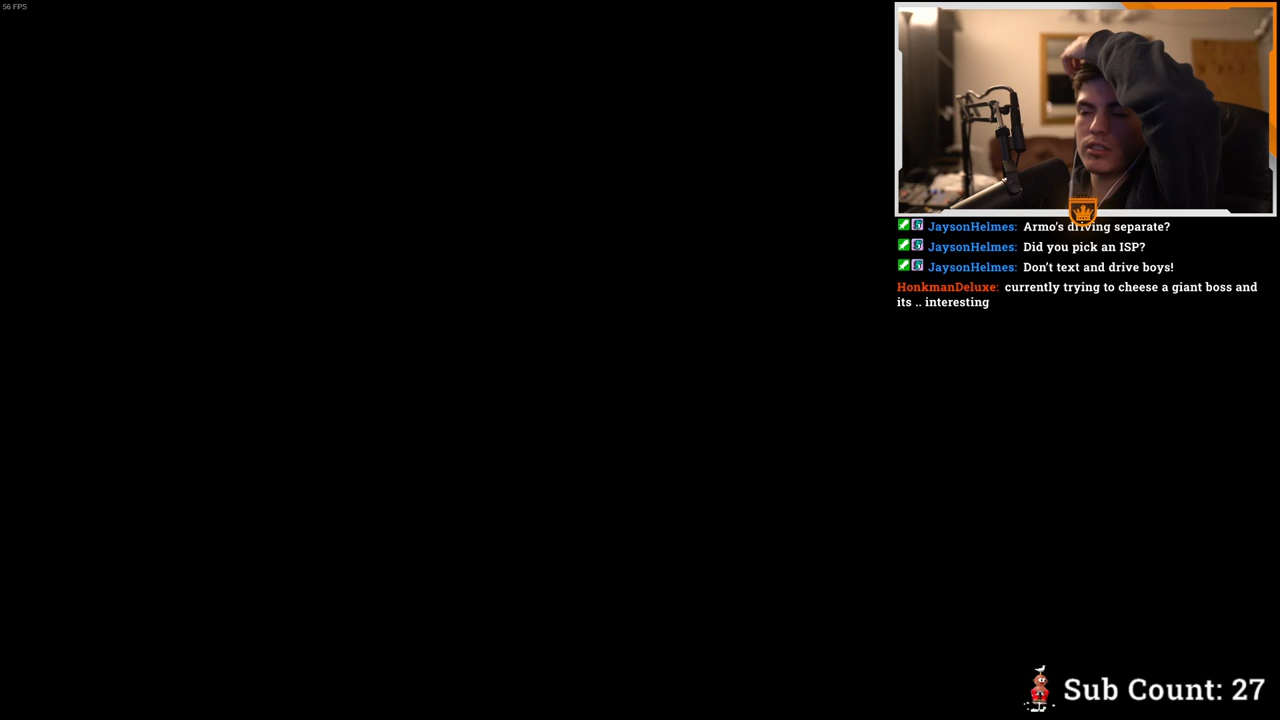 56 FPS
JaysonHelmes: Armo's driving separate?
JaysonHelmes: Did you pick an ISP?
JaysonHelmes: Don't text and drive boys!
HonkmanDeluxe: currently trying to cheese a giant boss and
its .. interesting
Sub Count: 27